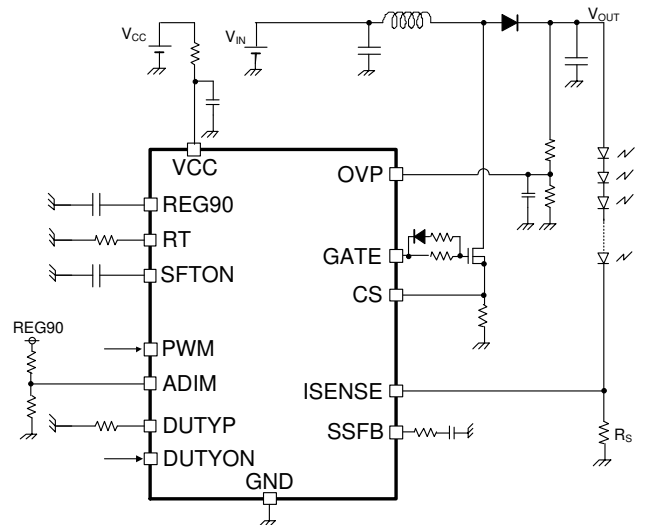 VCC
VIN
VOUT
VCC
OVP
REG90
RT
GATE
SFTON
CS
REG90
PWM
ADIM
ISENSE
DUTYP
SSFB
RS
DUTYON
GND